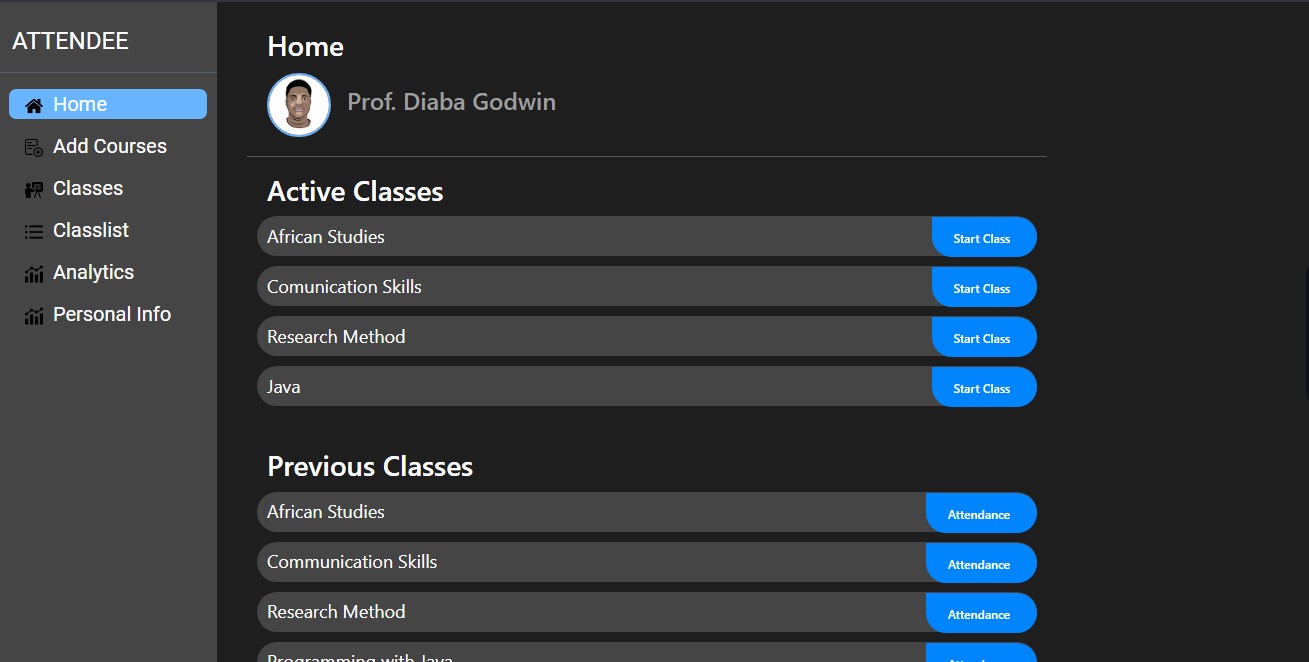 ATTENDEE
Home
Add Courses
Classes
Classlist
Analytics
Personal Info
Home
Prof. Diaba Godwin
Active Classes
African Studies Start Class
Comunication Skills Start Class
Research Method Start Class
Java Start Class
Previous Classes
African Studies Attendance
Communication Skills Attendance
Research Method Attendance
Programming with Java Attendance